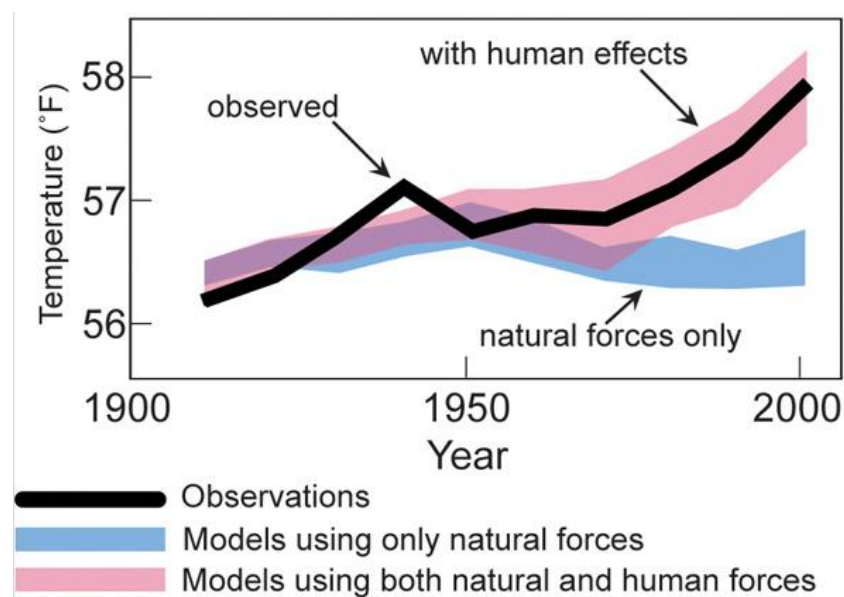 58
57
56
Temperature (˚F)
with human effects
observed
natural forces only
1900
1950
2000
Year
Observations
Models using only natural forces
Models using both natural and human forces